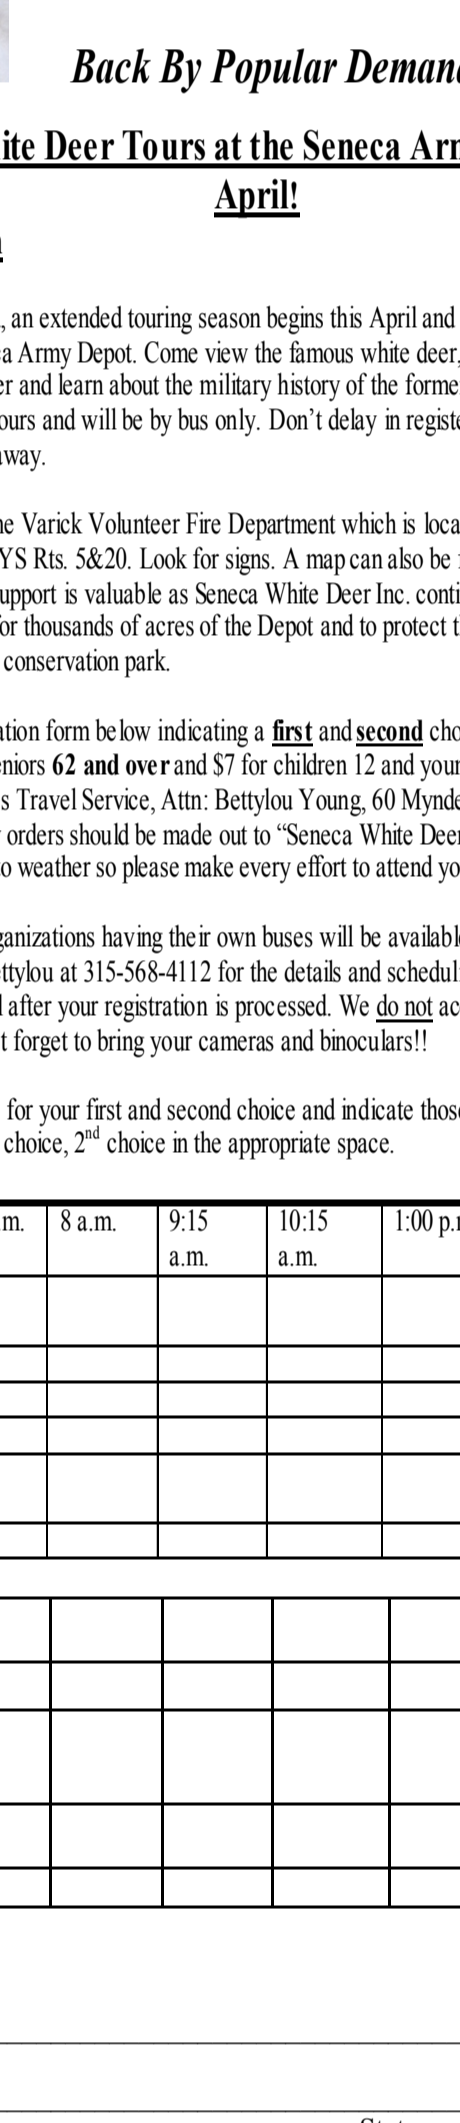 Back By Popular Deman
ite Deer Tours at the Seneca Arm
April!
, an extended touring season begins this April and
a Army Depot. Come view the famous white deer,
er and learn about the military history of the forme
ours and will be by bus only. Don't delay in registe
away.
he Varick Volunteer Fire Department which is loca
YS Rts. 5&20. Look for signs. A map can also be
upport is valuable as Seneca White Deer Inc. conti
or thousands of acres of the Depot and to protect t
conservation park.
ation form below indicating a first and second cho
eniors 62 and over and $7 for children 12 and your
s Travel Service, Attn: Bettylou Young, 60 Mynde
orders should be made out to “Seneca White Deer
to weather so please make every effort to attend yo
ganizations having their own buses will be availabl
ttylou at 315-568-4112 for the details and schedul
after your registration is processed. We do not ac
t forget to bring your cameras and binoculars!!
for your first and second choice and indicate thos
choice, 2nd choice in the appropriate space.
m. 8 a.m. 9:15 10:15 1:00 p.
a.m. a.m.